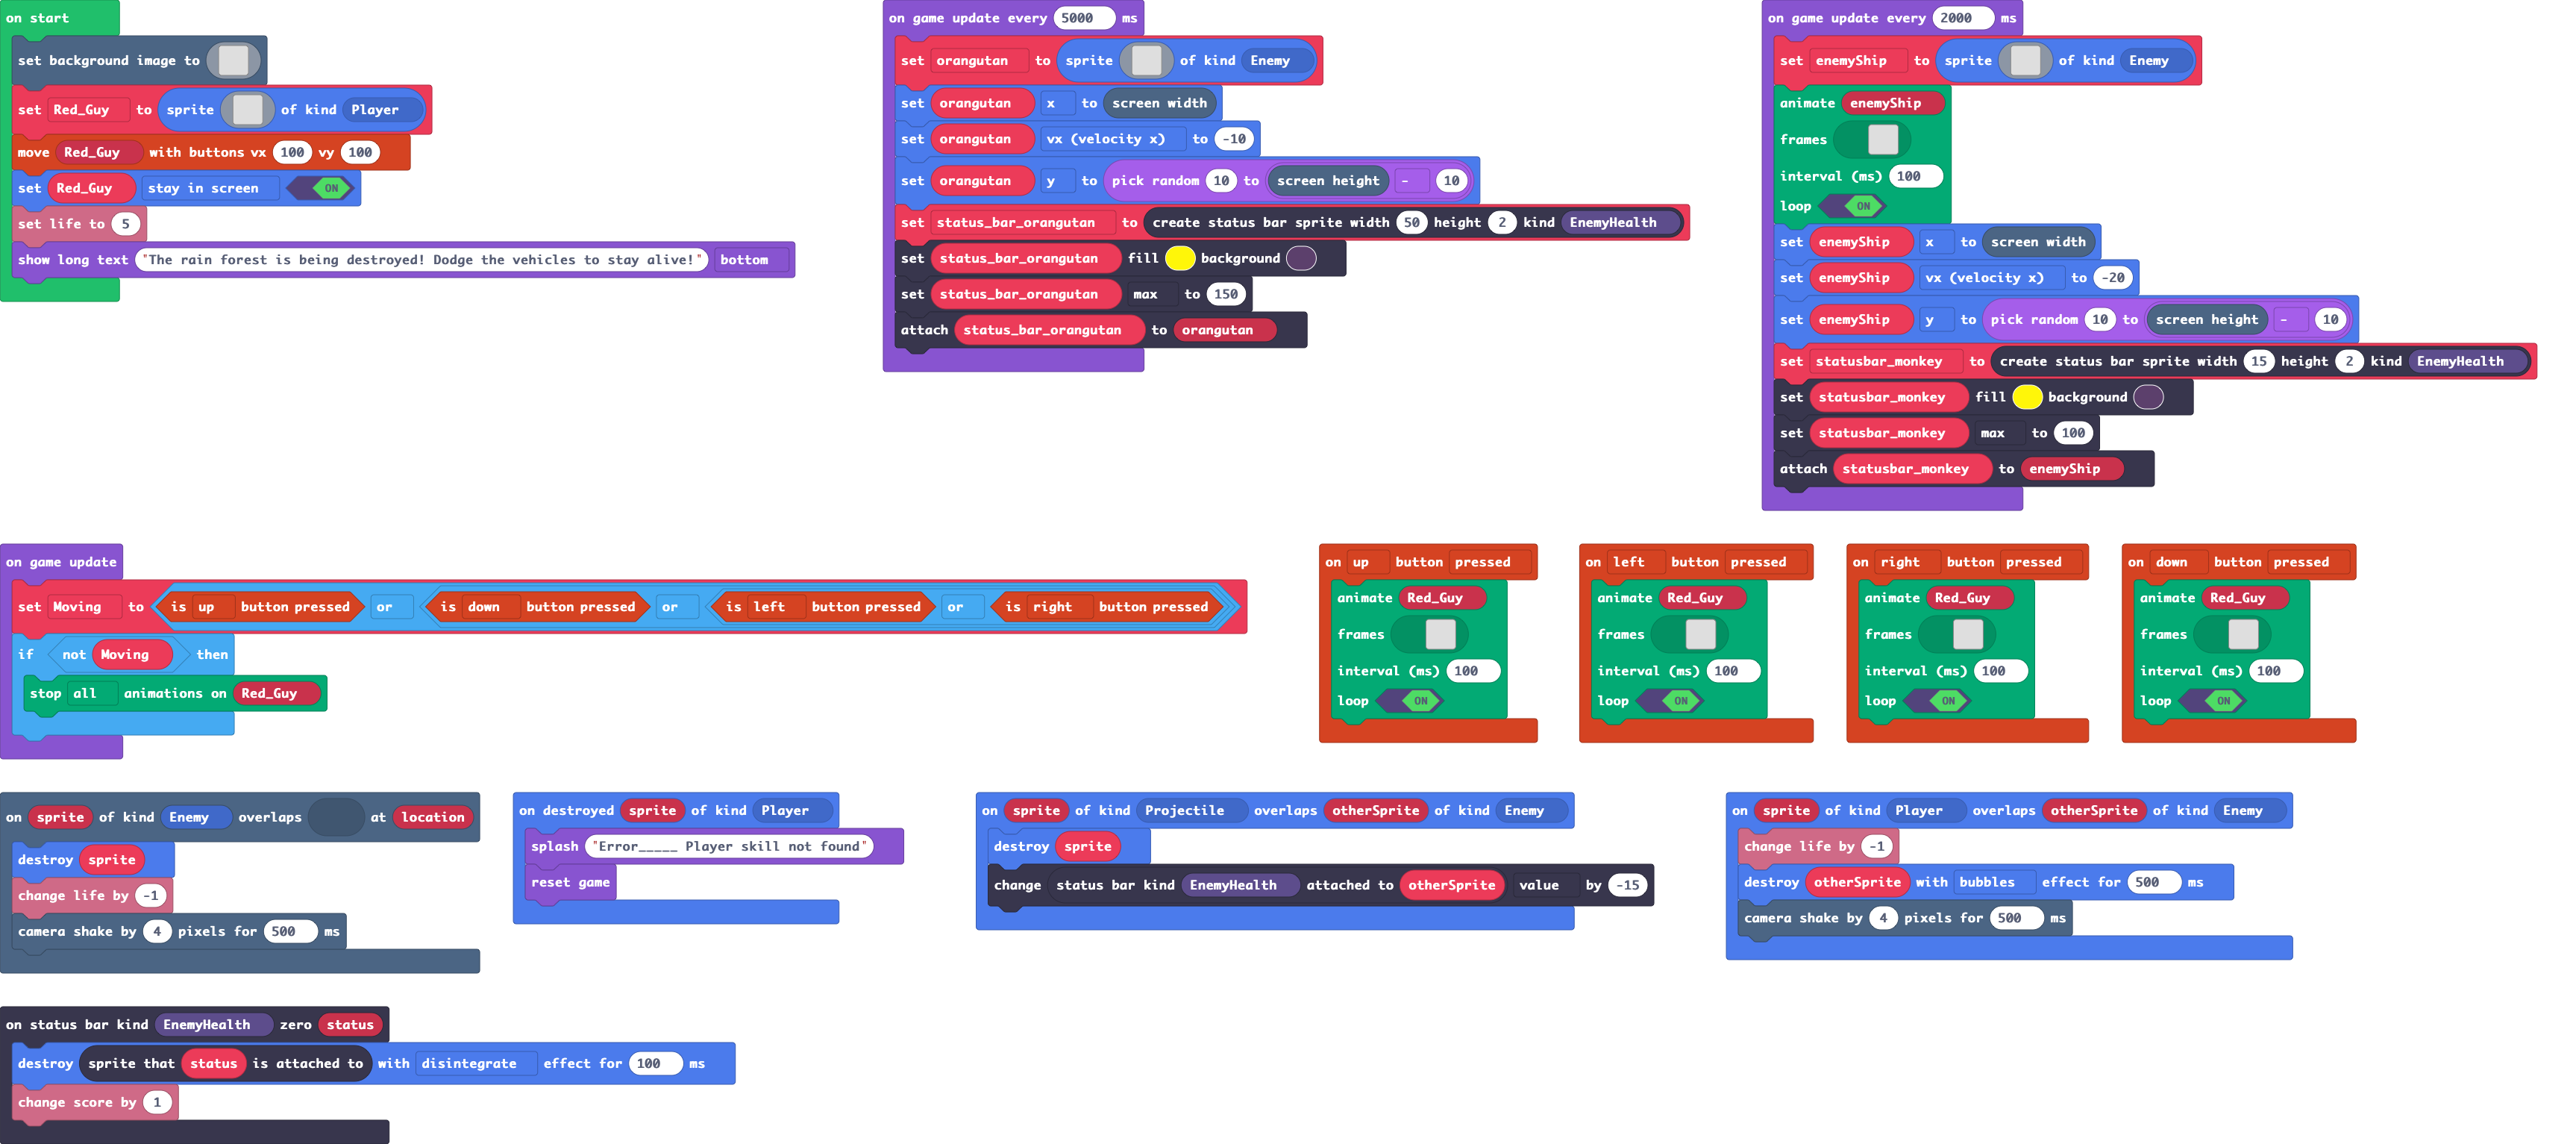 on start
set background image to
set Red_Guy to sprite of kind Player
move Red_Guy with buttons vx 100 vy 100
set Red_Guy stay in screen ON
set life to 5
show long text "The rain forest is being destroyed! Dodge the vehicles to stay alive!" bottom
on game update every 5000 ms
set orangutan to sprite of kind Enemy
set orangutan x to screen width
set orangutan vx (velocity x) to -10
set orangutan y to pick random 10 to screen height - 10
set status_bar_orangutan to create status bar sprite width 50 height 2 kind EnemyHealth
set status_bar_orangutan fill background
set status_bar_orangutan max to 150
attach status_bar_orangutan to orangutan
on game update every 2000 ms
set enemyShip to sprite of kind Enemy
animate enemyShip
frames
interval (ms) 100
loop ON
set enemyShip x to screen width
set enemyShip vx (velocity x) to -20
set enemyShip y to pick random 10 to screen height - 10
set statusbar_monkey to create status bar sprite width 15 height 2 kind EnemyHealth
set statusbar_monkey fill background
set statusbar_monkey max to 100
attach statusbar_monkey to enemyShip
on game update
set Moving to is up button pressed or is down button pressed or is left button pressed or is right button pressed
if not Moving then
stop all animations on Red_Guy
on up button pressed
animate Red_Guy
frames
interval (ms) 100
loop ON
on left button pressed
animate Red_Guy
frames
interval (ms) 100
loop ON
on right button pressed
animate Red_Guy
frames
interval (ms) 100
loop ON
on down button pressed
animate Red_Guy
frames
interval (ms) 100
loop ON
on sprite of kind Enemy overlaps at location
destroy sprite
change life by -1
camera shake by 4 pixels for 500 ms
on destroyed sprite of kind Player
splash "Error_____ Player skill not found"
reset game
on sprite of kind Projectile overlaps otherSprite of kind Enemy
destroy sprite
change status bar kind EnemyHealth attached to otherSprite value by -15
on sprite of kind Player overlaps otherSprite of kind Enemy
change life by -1
destroy otherSprite with bubbles effect for 500 ms
camera shake by 4 pixels for 500 ms
on status bar kind EnemyHealth zero status
destroy sprite that status is attached to with disintegrate effect for 100 ms
change score by 1